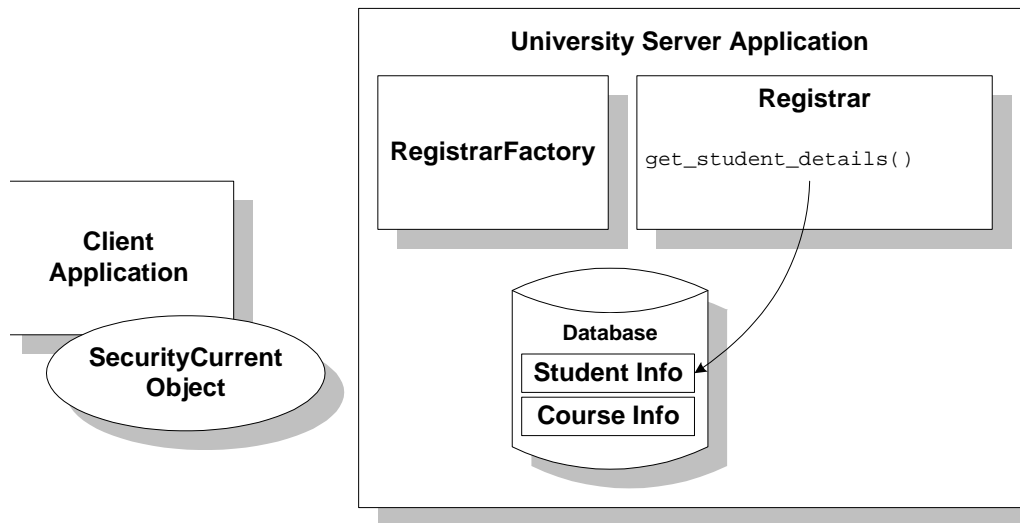 University Server Application
RegistrarFactory
Registrar
get_student_details()
Client
Application
SecurityCurrent
Object
Database
Student Info
Course Info